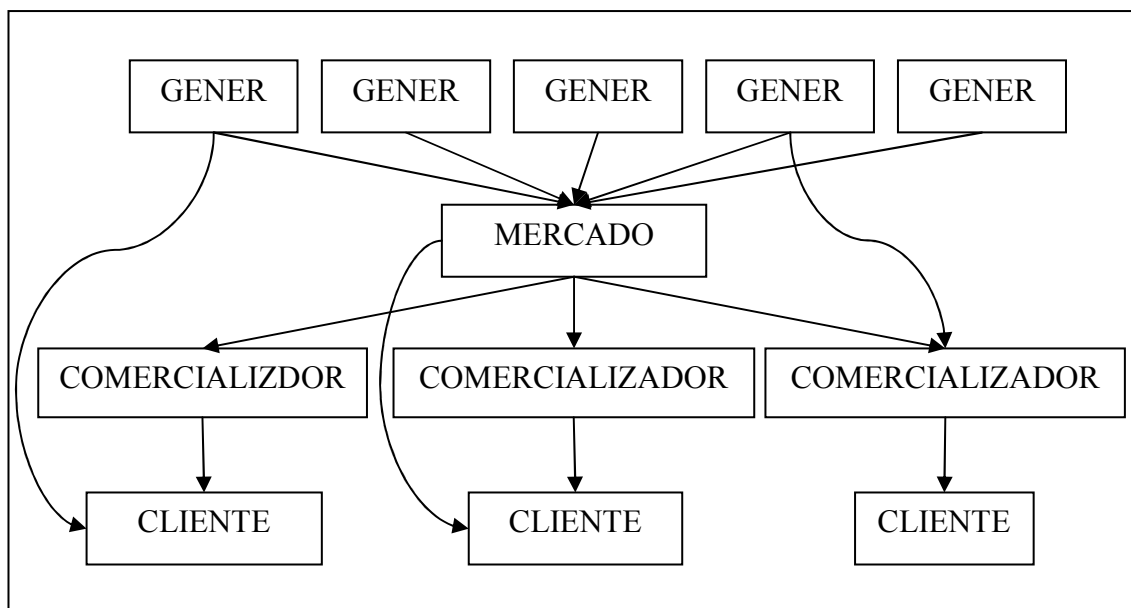 GENER
GENER
GENER
GENER
GENER
MERCADO
COMERCIALIZDOR
COMERCIALIZADOR
COMERCIALIZADOR
CLIENTE
CLIENTE
CLIENTE